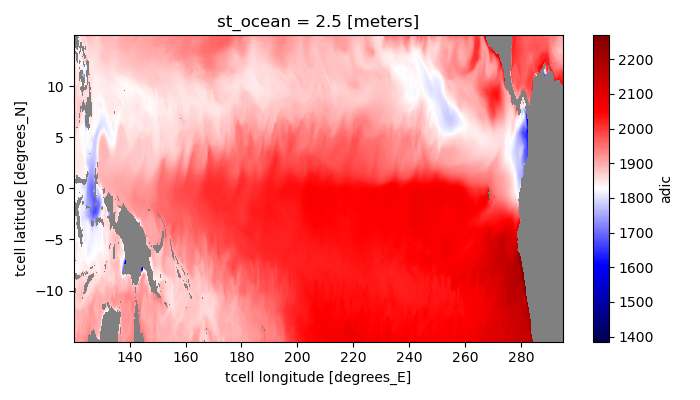 st_ocean = 2.5 [meters]
tcell latitude [degrees_N]
10
5
0
−5
−10
140 160 180 200 220 240 260 280
tcell longitude [degrees_E]
2200
2100
2000
1900
1800
1700
1600
1500
1400
adic